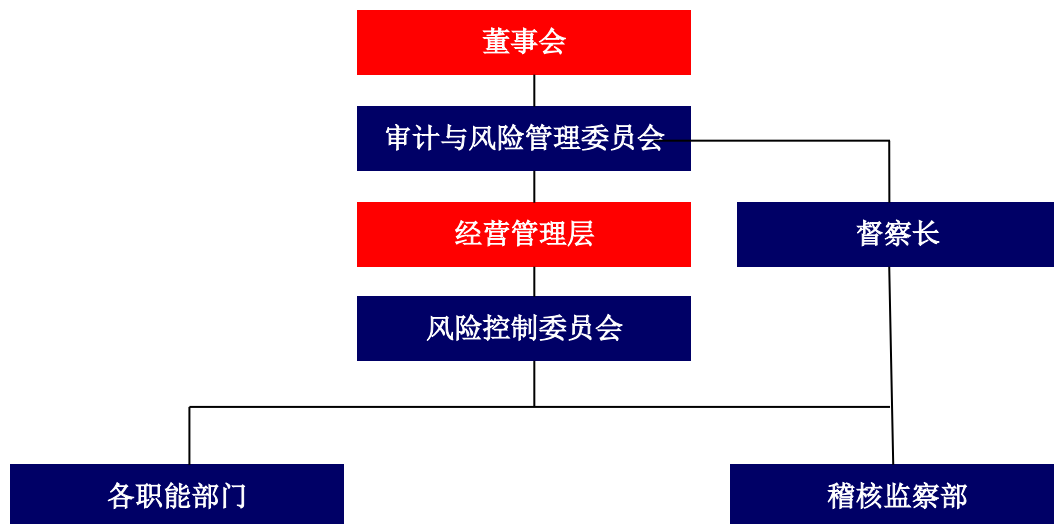 董事会
审计与风险管理委员会
经营管理层
督察长
风险控制委员会
各职能部门
稽核监察部